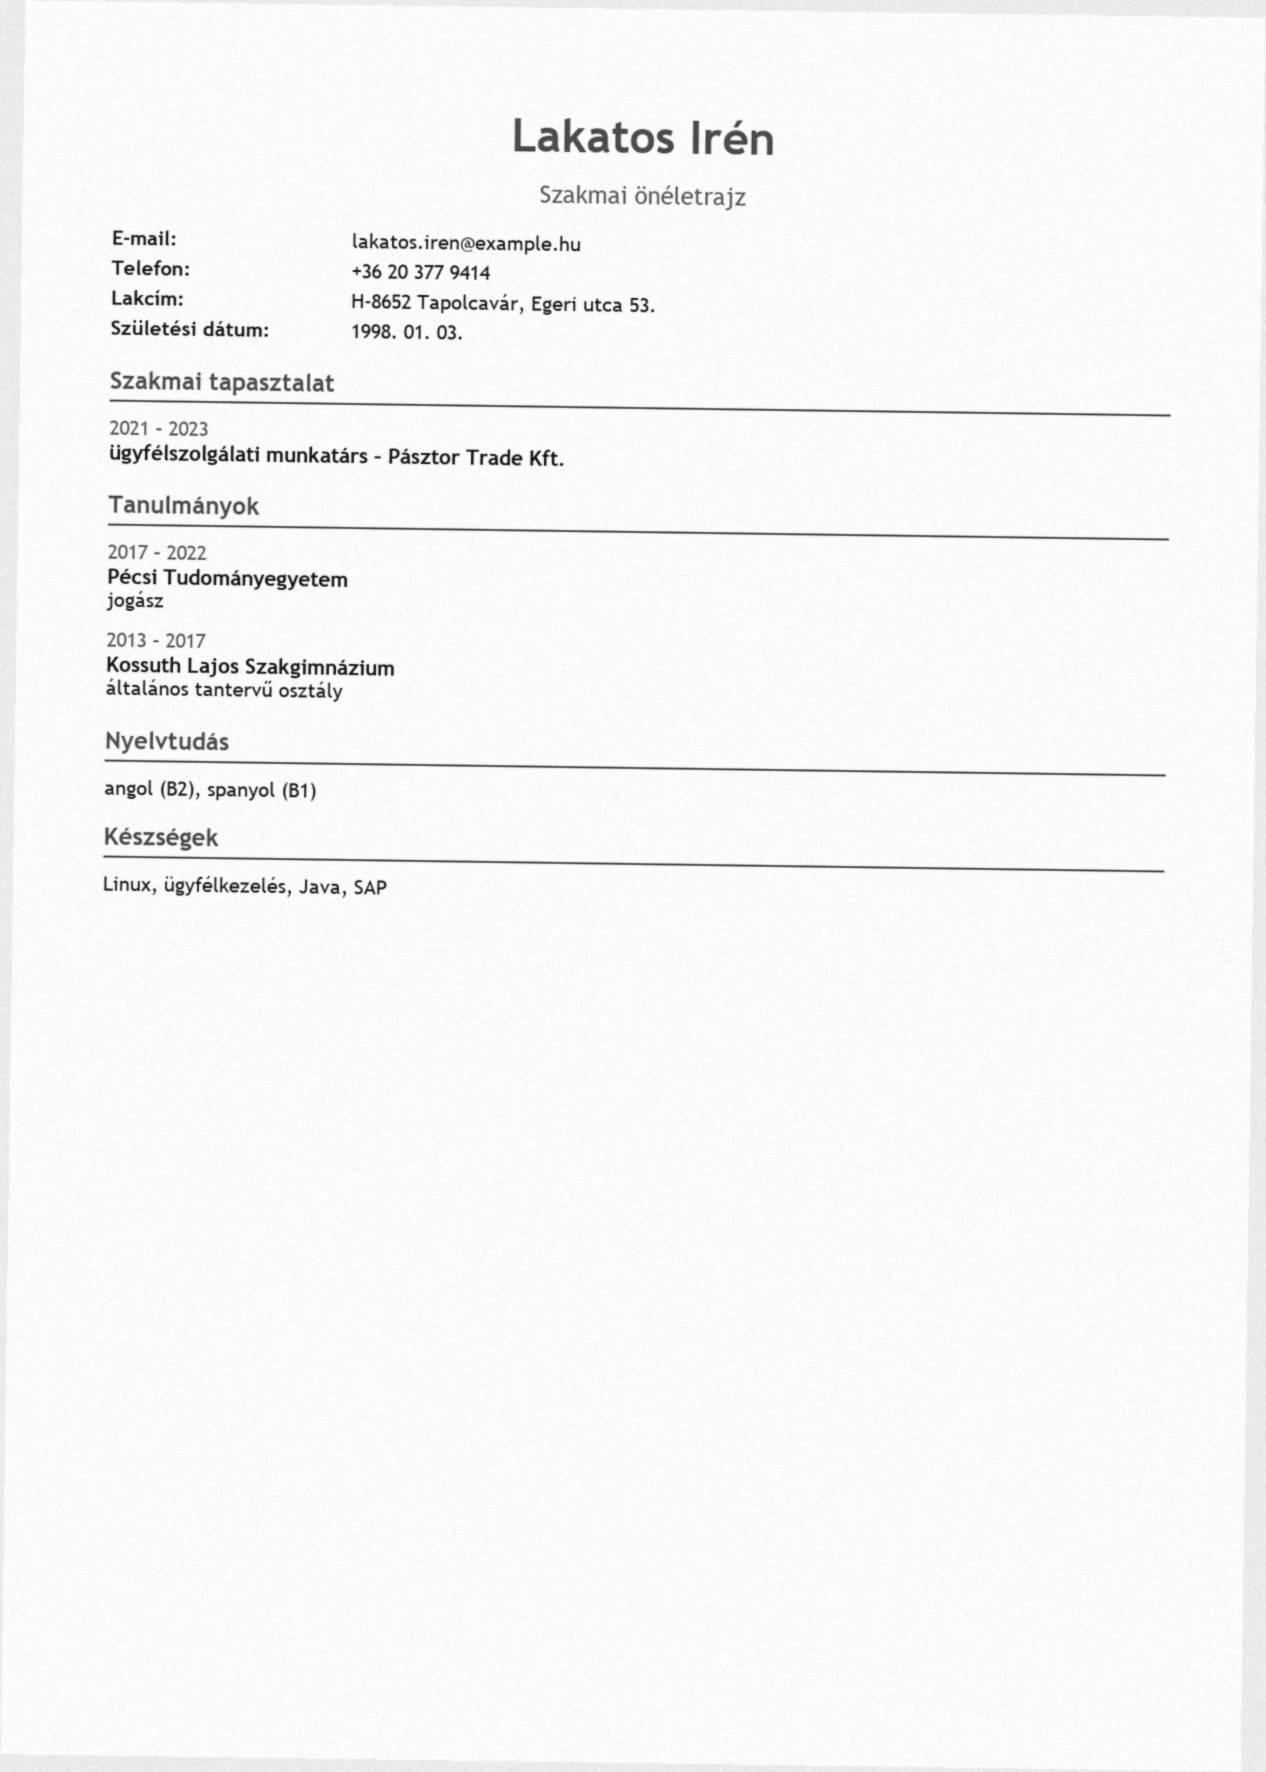 Lakatos Irén
Szakmai önéletrajz
E-mail: lakatos.iren@example.hu
Telefon: +36 20 377 9414
Lakcím: H-8652 Tapolcavár, Egeri utca 53.
Születési dátum: 1998. 01. 03.
Szakmai tapasztalat
2021 - 2023
ügyfélszolgálati munkatárs - Pásztor Trade Kft.
Tanulmányok
2017 - 2022
Pécsi Tudományegyetem
jogász
2013 - 2017
Kossuth Lajos Szakgimnázium
általános tantervű osztály
Nyelvtudás
angol (B2), spanyol (B1)
Készségek
Linux, ügyfélkezelés, Java, SAP